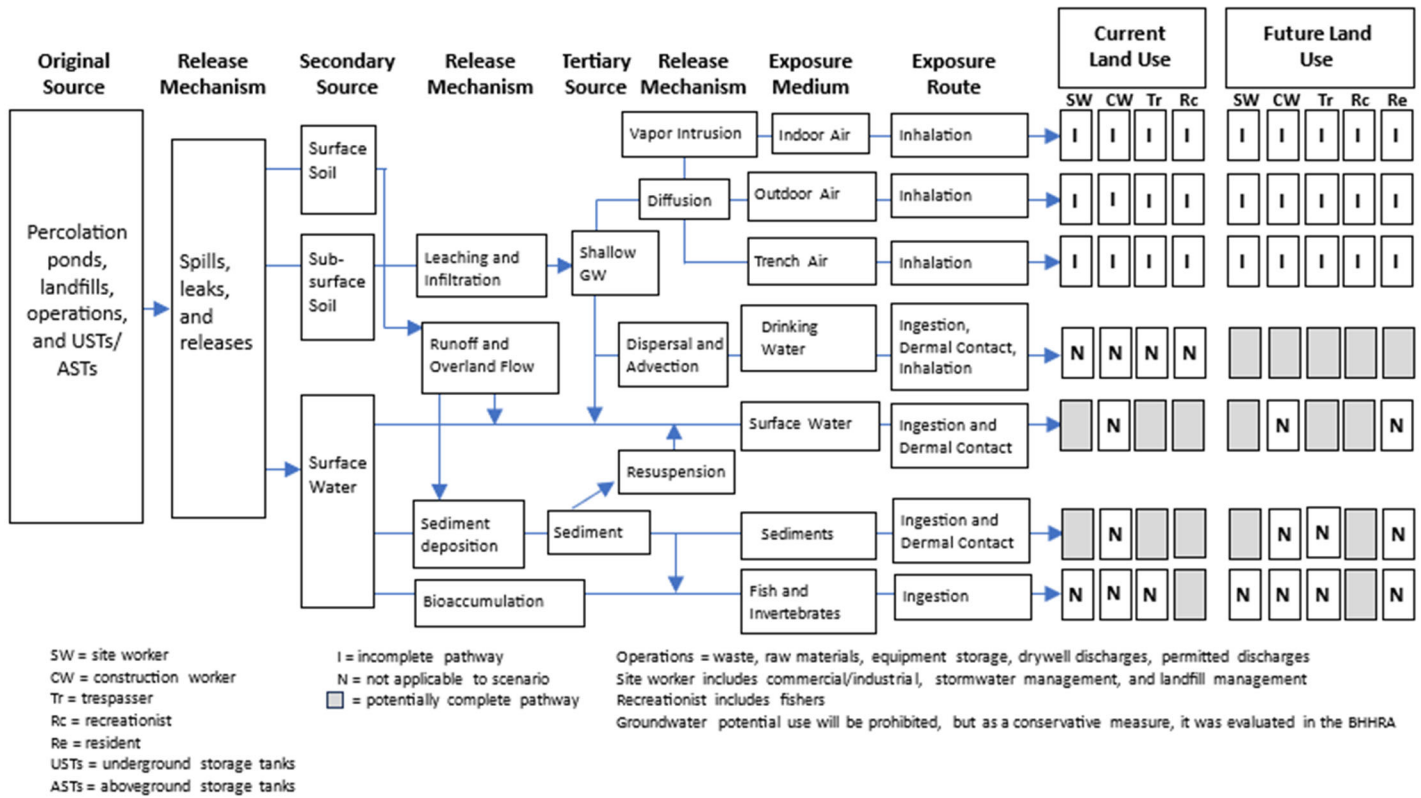 Current
Land Use
Future Land
Use
Original
Source
Release
Mechanism
Secondary
Source
Release
Mechanism
Tertiary
Source
Release
Mechanism
Exposure
Medium
Exposure
Route
SW CW Tr Rc
SW CW Tr Rc Re
Percolation
ponds,
landfills,
operations,
and USTs/
ASTs
Spills,
leaks,
and
releases
Surface
Soil
Sub-
surface
Soil
Surface
Water
Leaching and
Infiltration
Runoff and
Overland Flow
Sediment
deposition
Bioaccumulation
Shallow
GW
Sediment
Vapor Intrusion
Diffusion
Dispersal and
Advection
Resuspension
Indoor Air
Inhalation
I I I I
I I I I I
Outdoor Air
Inhalation
I I I I
I I I I I
Trench Air
Inhalation
I I I I
I I I I I
Drinking
Water
Ingestion,
Dermal Contact,
Inhalation
N N N N
Surface Water
Ingestion and
Dermal Contact
N
N N
Sediments
Ingestion and
Dermal Contact
N
N N N
Fish and
Invertebrates
Ingestion
N N N
N N N N
SW = site worker
CW = construction worker
Tr = trespasser
Rc = recreationist
Re = resident
USTs = underground storage tanks
ASTs = aboveground storage tanks
I = incomplete pathway
N = not applicable to scenario
= potentially complete pathway
Operations = waste, raw materials, equipment storage, drywell discharges, permitted discharges
Site worker includes commercial/industrial, stormwater management, and landfill management
Recreationist includes fishers
Groundwater potential use will be prohibited, but as a conservative measure, it was evaluated in the BHHRA